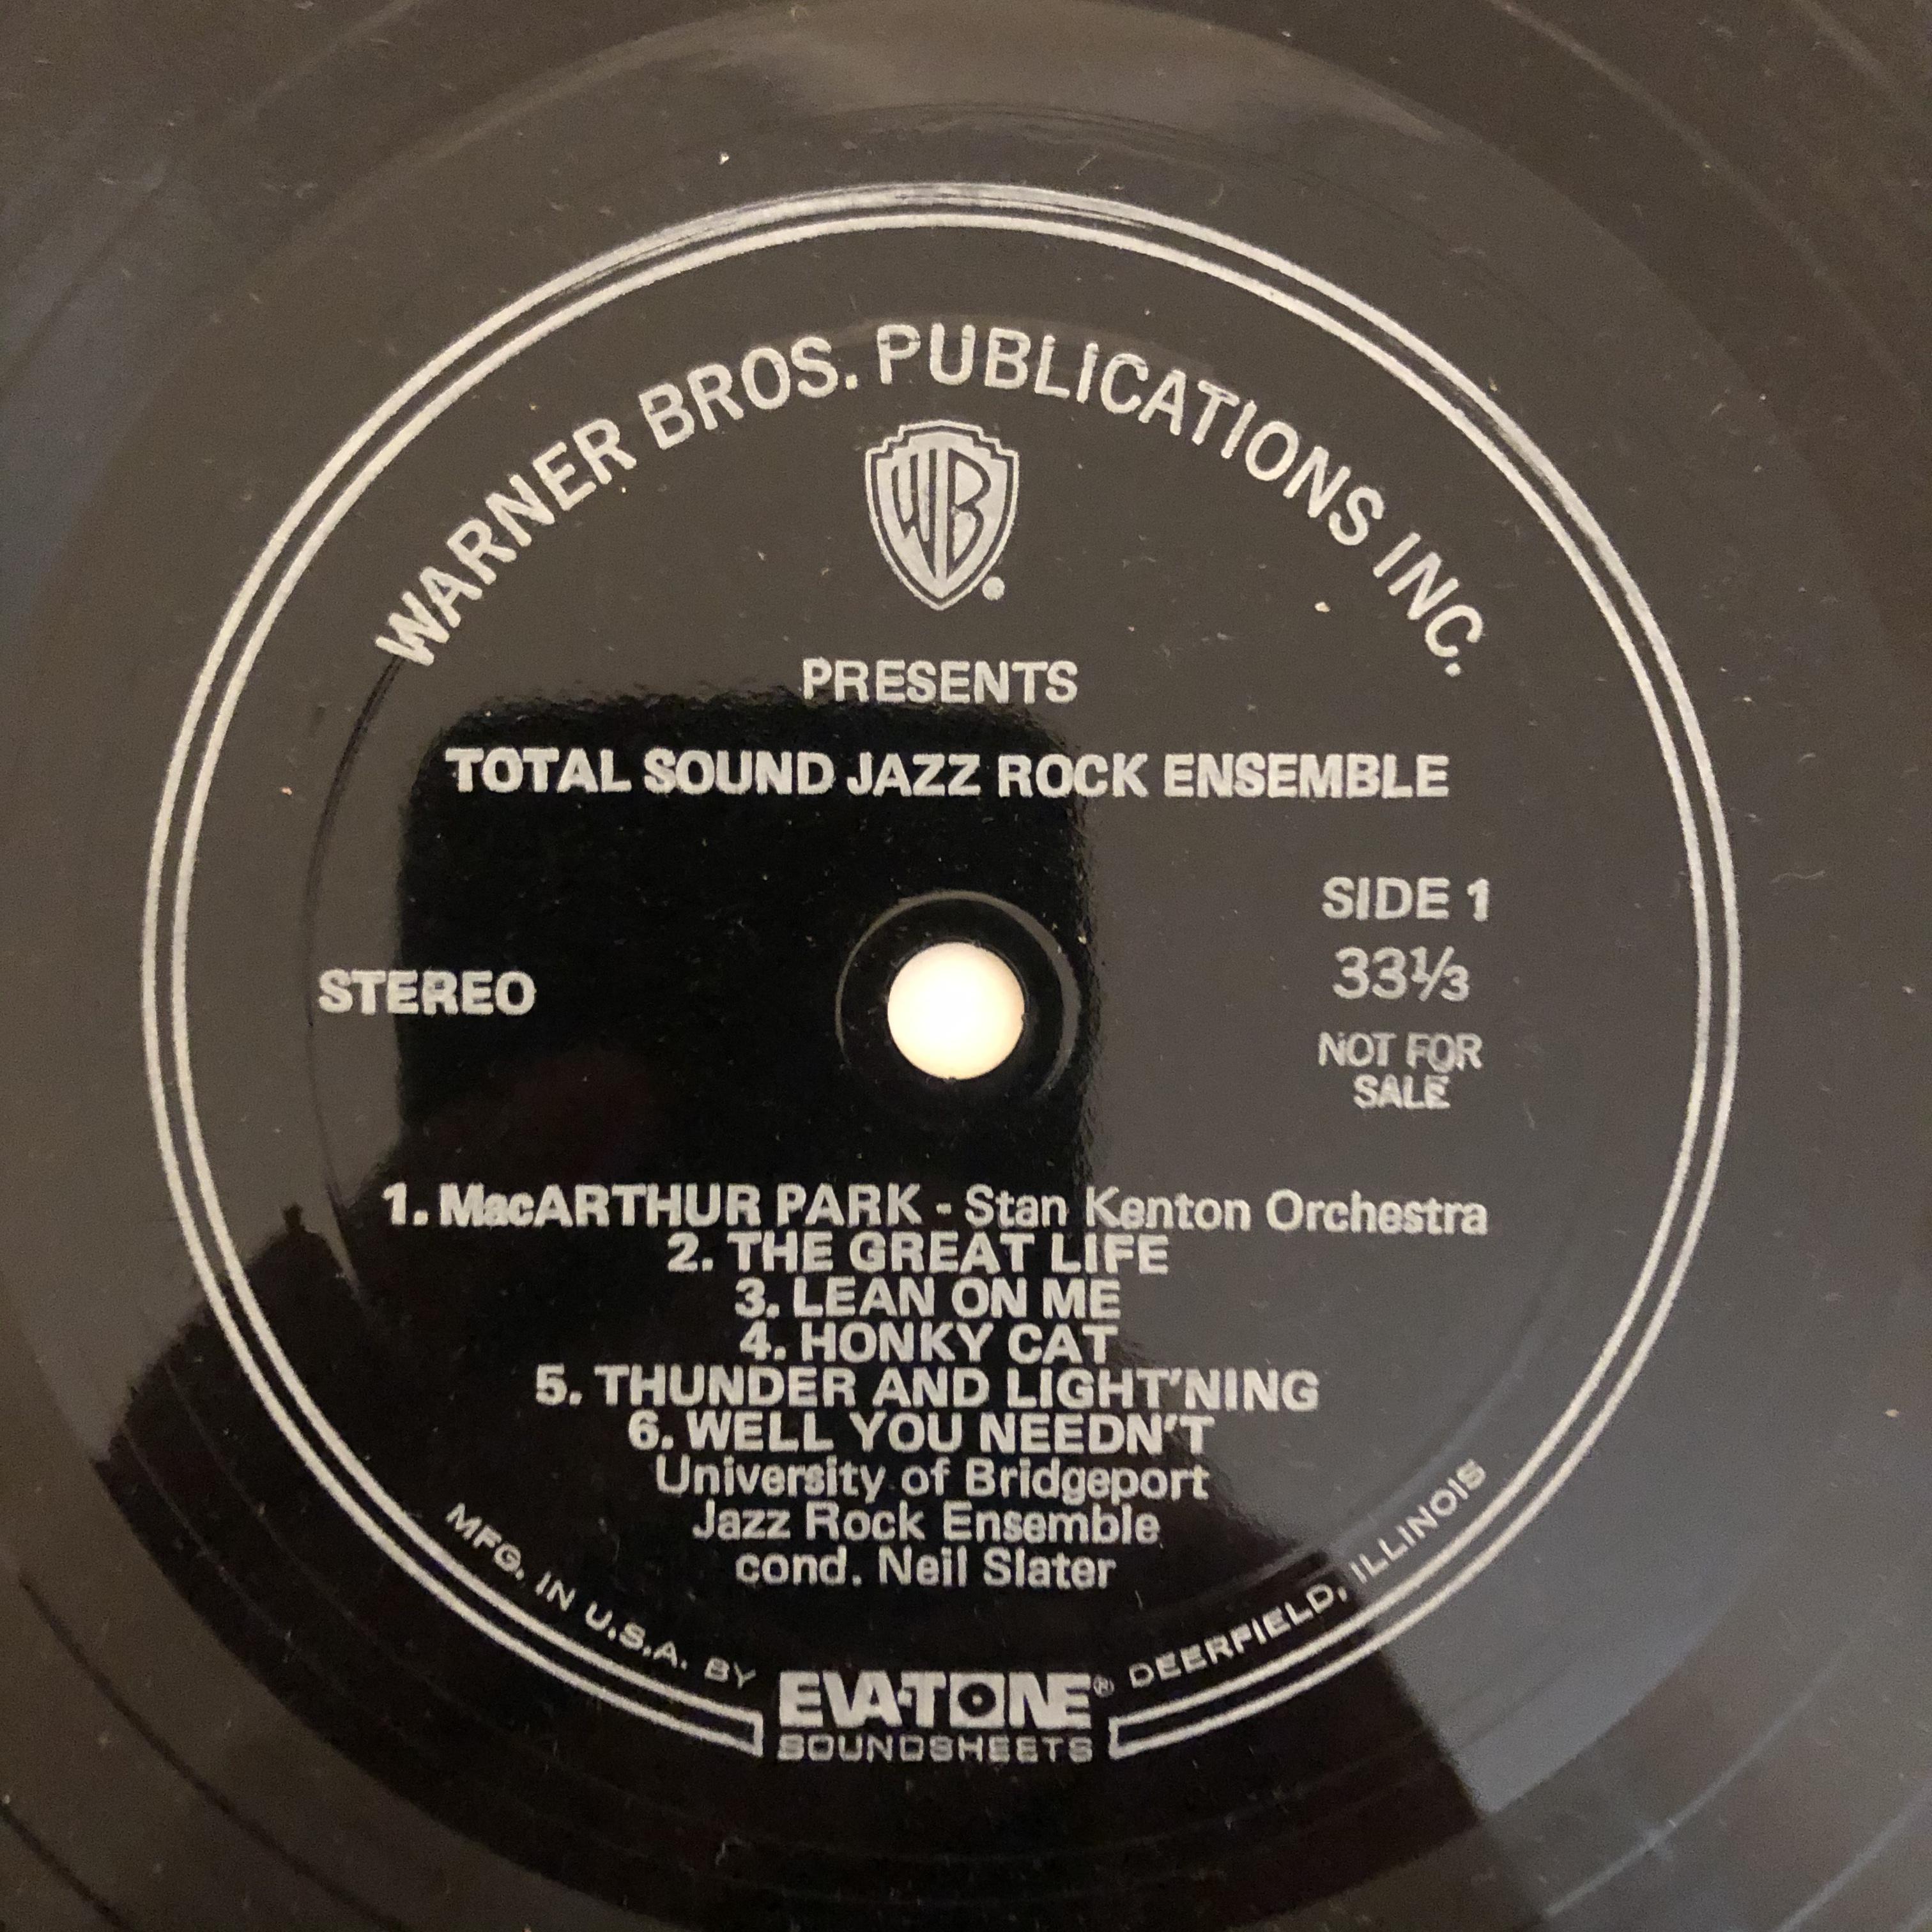 WARNER BROS. PUBLICATIONS INC.
WB
PRESENTS
TOTAL SOUND JAZZ ROCK ENSEMBLE
SIDE 1
33⅓
STEREO
NOT FOR
SALE
1. MacARTHUR PARK - Stan Kenton Orchestra
2. THE GREAT LIFE
3. LEAN ON ME
4. HONKY CAT
5. THUNDER AND LIGHT'NING
6. WELL YOU NEEDN'T
University of Bridgeport
Jazz Rock Ensemble
cond. Neil Slater
MFG. IN U.S.A. BY EVA-TONE® DEERFIELD, ILLINOIS
SOUNDSHEETS